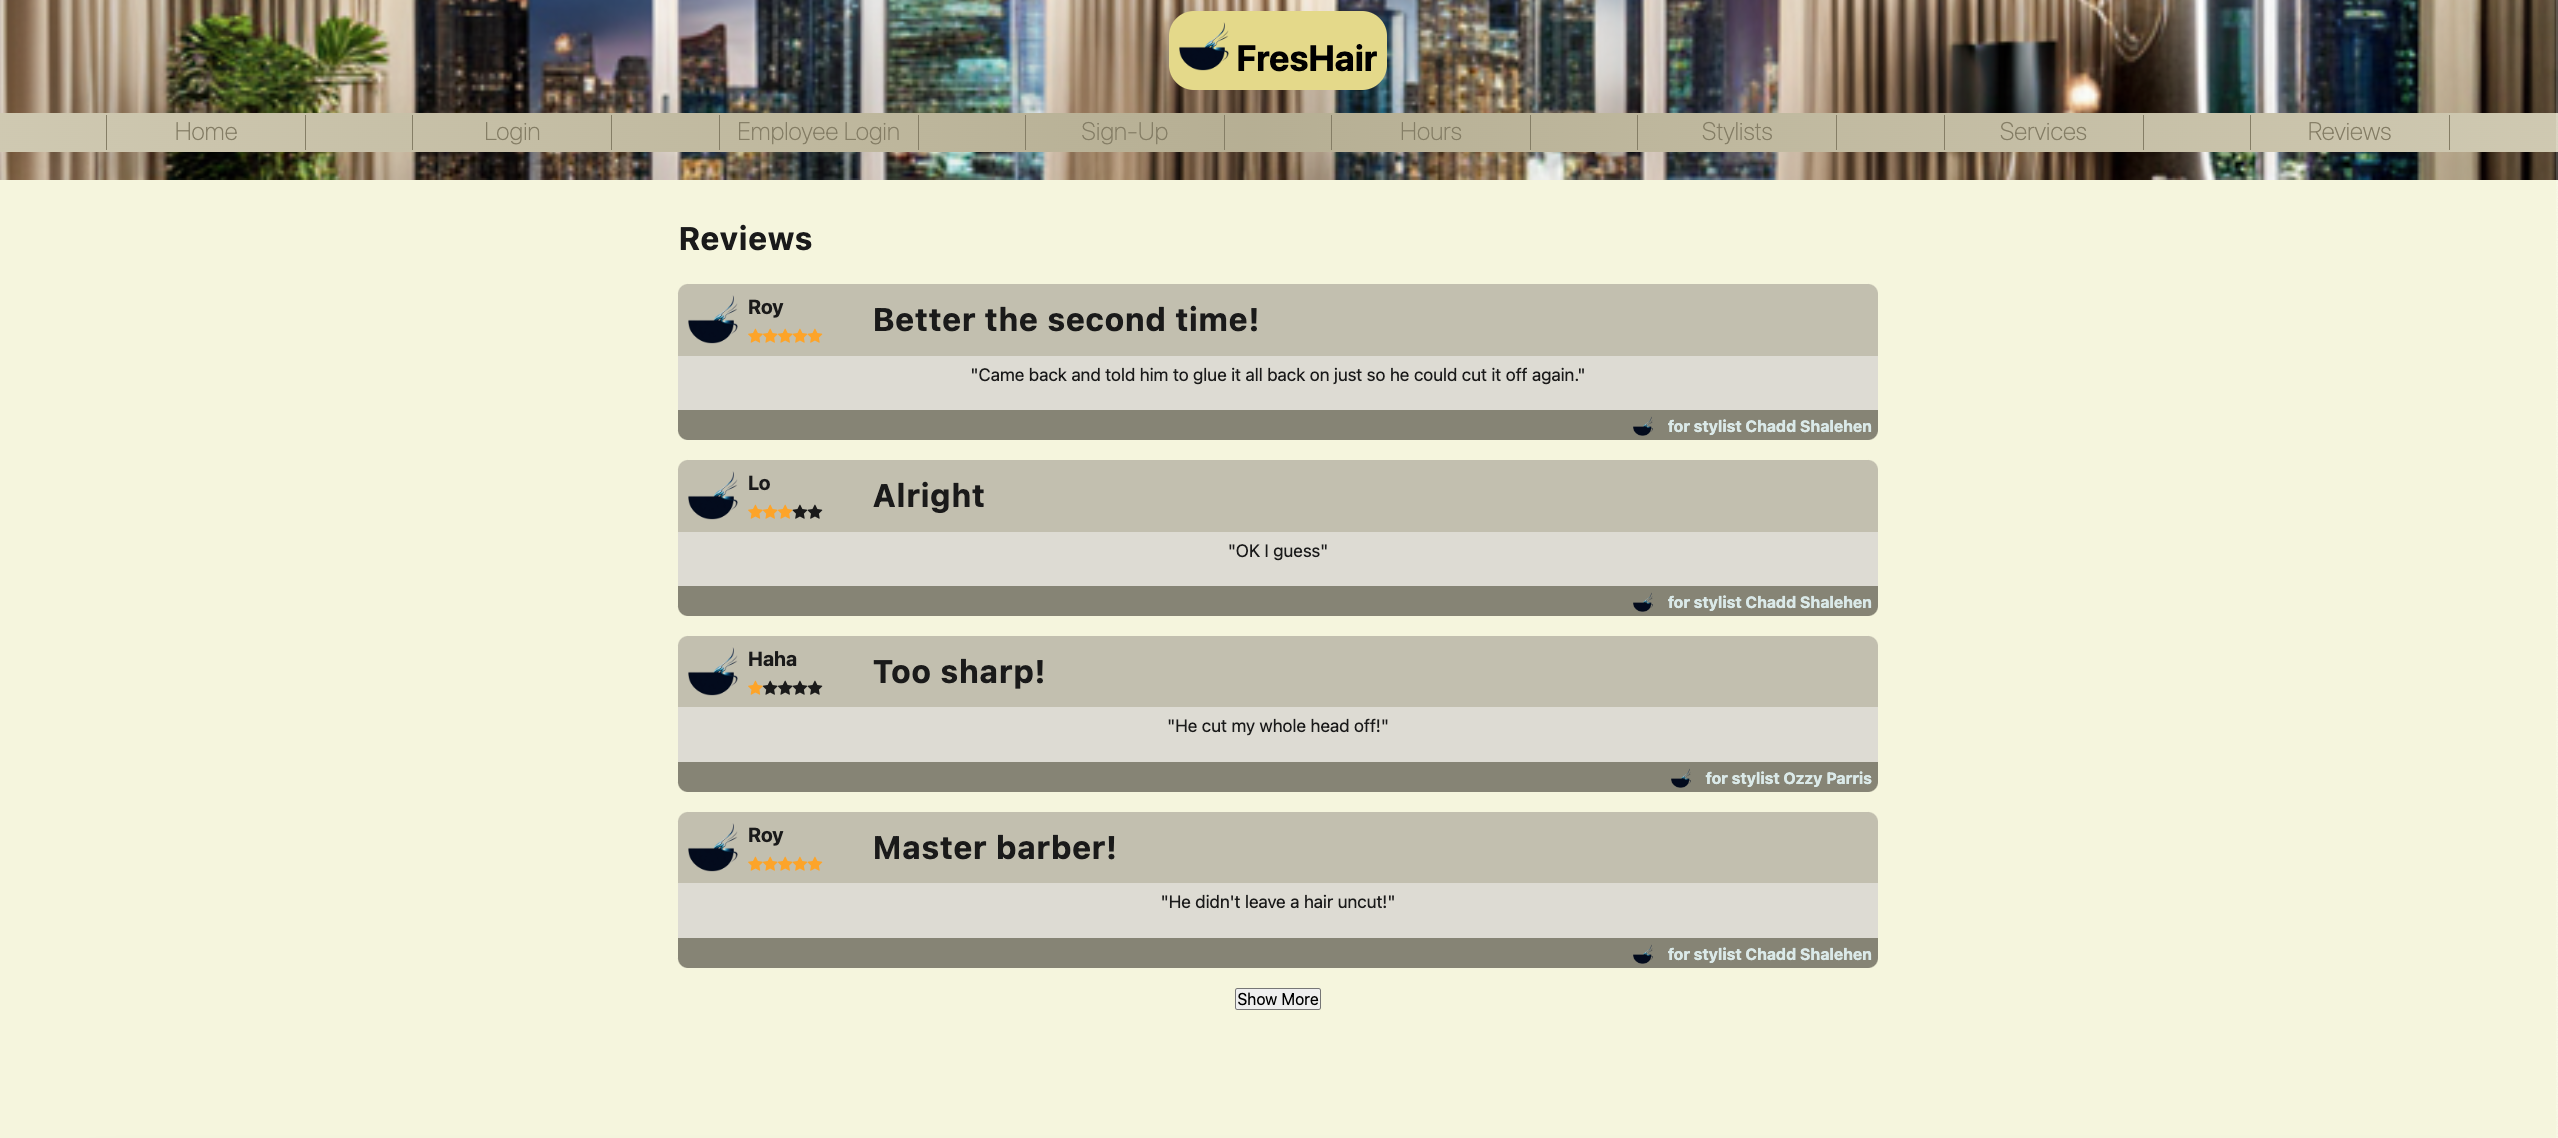 FresHair
Home Login Employee Login Sign-Up Hours Stylists Services Reviews
Reviews
Roy
Better the second time!
"Came back and told him to glue it all back on just so he could cut it off again."
for stylist Chadd Shalehen
Lo
Alright
"OK I guess"
for stylist Chadd Shalehen
Haha
Too sharp!
"He cut my whole head off!"
for stylist Ozzy Parris
Roy
Master barber!
"He didn't leave a hair uncut!"
for stylist Chadd Shalehen
Show More